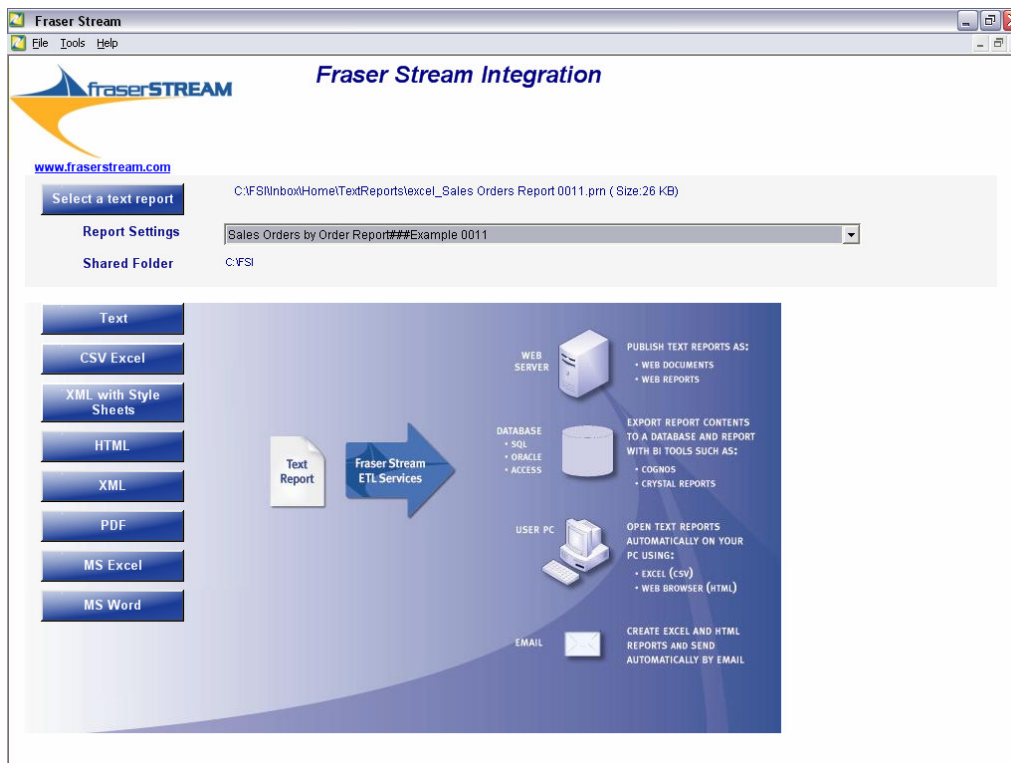 Fraser Stream
File Tools Help
Fraser Stream Integration
fraserSTREAM
www.fraserstream.com
Select a text report
C:\FSI\Inbox\Home\TextReports\excel_Sales Orders Report 0011.prn ( Size:26 KB)
Report Settings
Sales Orders by Order Report###Example 0011
Shared Folder
C:\FSI
Text
CSV Excel
XML with Style
Sheets
HTML
XML
PDF
MS Excel
MS Word
Text
Report
Fraser Stream
ETL Services
WEB
SERVER
PUBLISH TEXT REPORTS AS:
• WEB DOCUMENTS
• WEB REPORTS
DATABASE
• SQL
• ORACLE
• ACCESS
EXPORT REPORT CONTENTS
TO A DATABASE AND REPORT
WITH BI TOOLS SUCH AS:
• COGNOS
• CRYSTAL REPORTS
USER PC
OPEN TEXT REPORTS
AUTOMATICALLY ON YOUR
PC USING:
• EXCEL (CSV)
• WEB BROWSER (HTML)
EMAIL
CREATE EXCEL AND HTML
REPORTS AND SEND
AUTOMATICALLY BY EMAIL